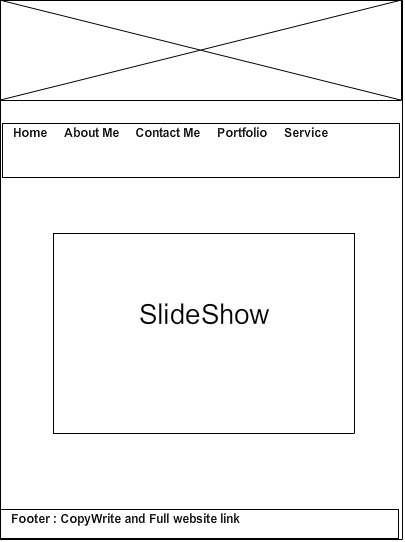 Home About Me Contact Me Portfolio Service
SlideShow
Footer : CopyWrite and Full website link